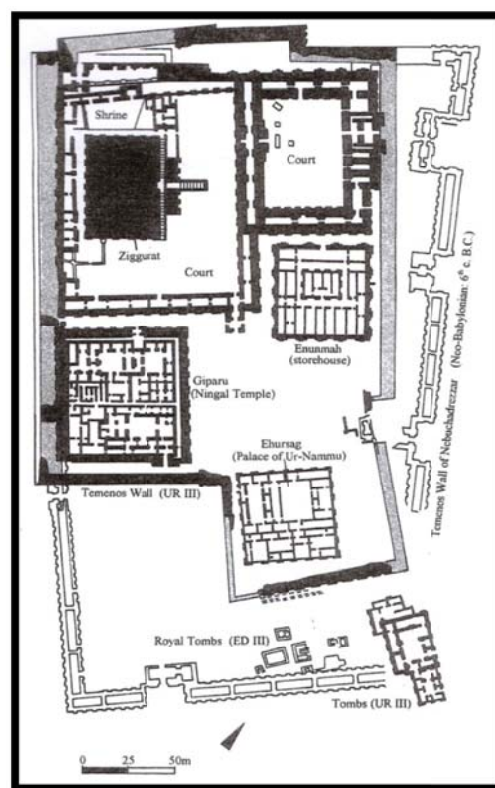 Shrine
Court
Ziggurat
Court
Enunmah
(storehouse)
Giparu
(Ningal Temple)
Ehursag
(Palace of Ur-Nammu)
Temenos Wall (UR III)
Temenos Wall of Nebuchadrezzar (Neo-Babylonian: 6th c. B.C.)
Royal Tombs (ED III)
Tombs (UR III)
0 25 50m